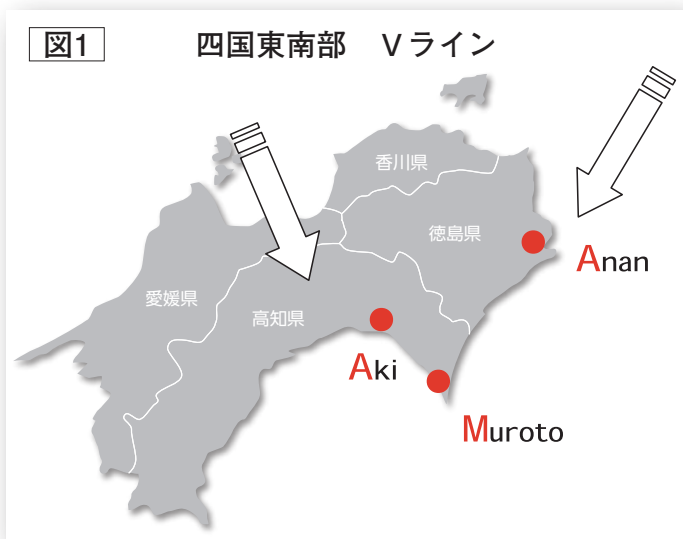 図1
四国東南部　Vライン
香川県
徳島県
Anan
愛媛県
高知県
Aki
Muroto